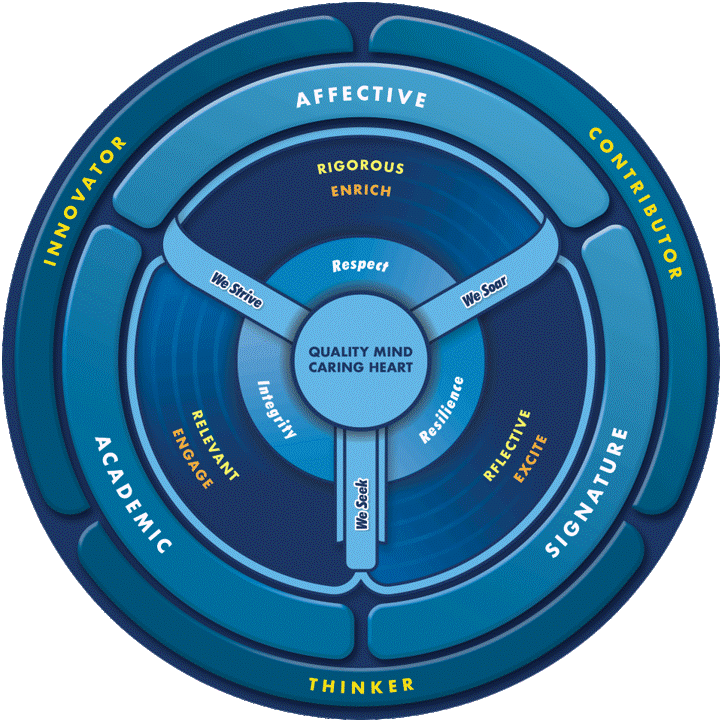 AFFECTIVE
INNOVATOR
CONTRIBUTOR
RIGOROUS
ENRICH
Respect
We Strive
We Soar
QUALITY MIND
CARING HEART
Integrity
Resilience
RELEVANT
ENGAGE
RFLECTIVE
EXCITE
We Seek
ACADEMIC
SIGNATURE
THINKER